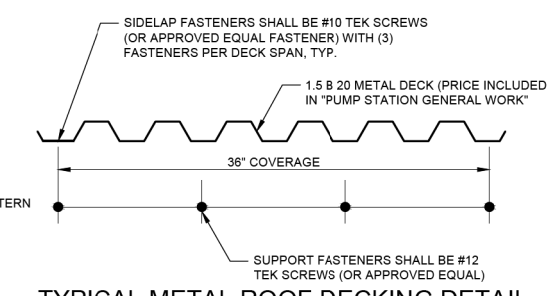 SIDELAP FASTENERS SHALL BE #10 TEK SCREWS
(OR APPROVED EQUAL FASTENER) WITH (3)
FASTENERS PER DECK SPAN, TYP.
1.5 B 20 METAL DECK (PRICE INCLUDED
IN "PUMP STATION GENERAL WORK"
36" COVERAGE
TERN
SUPPORT FASTENERS SHALL BE #12
TEK SCREWS (OR APPROVED EQUAL)
TYPICAL METAL ROOF DECKING DETAIL